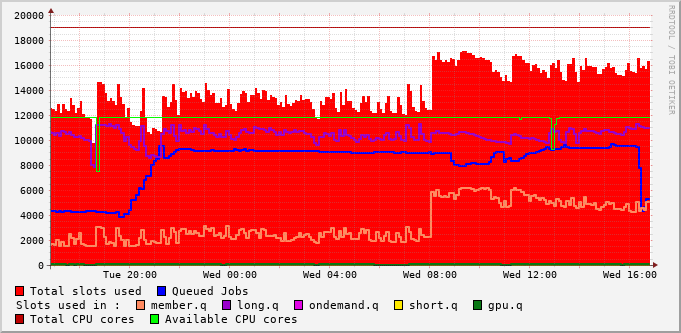 20000
18000
16000
14000
12000
10000
8000
6000
4000
2000
0
Tue 20:00 Wed 00:00 Wed 04:00 Wed 08:00 Wed 12:00 Wed 16:00
Total slots used Queued Jobs
Slots used in : member.q long.q ondemand.q short.q gpu.q
Total CPU cores Available CPU cores
RRDTOOL / TOBI OETIKER